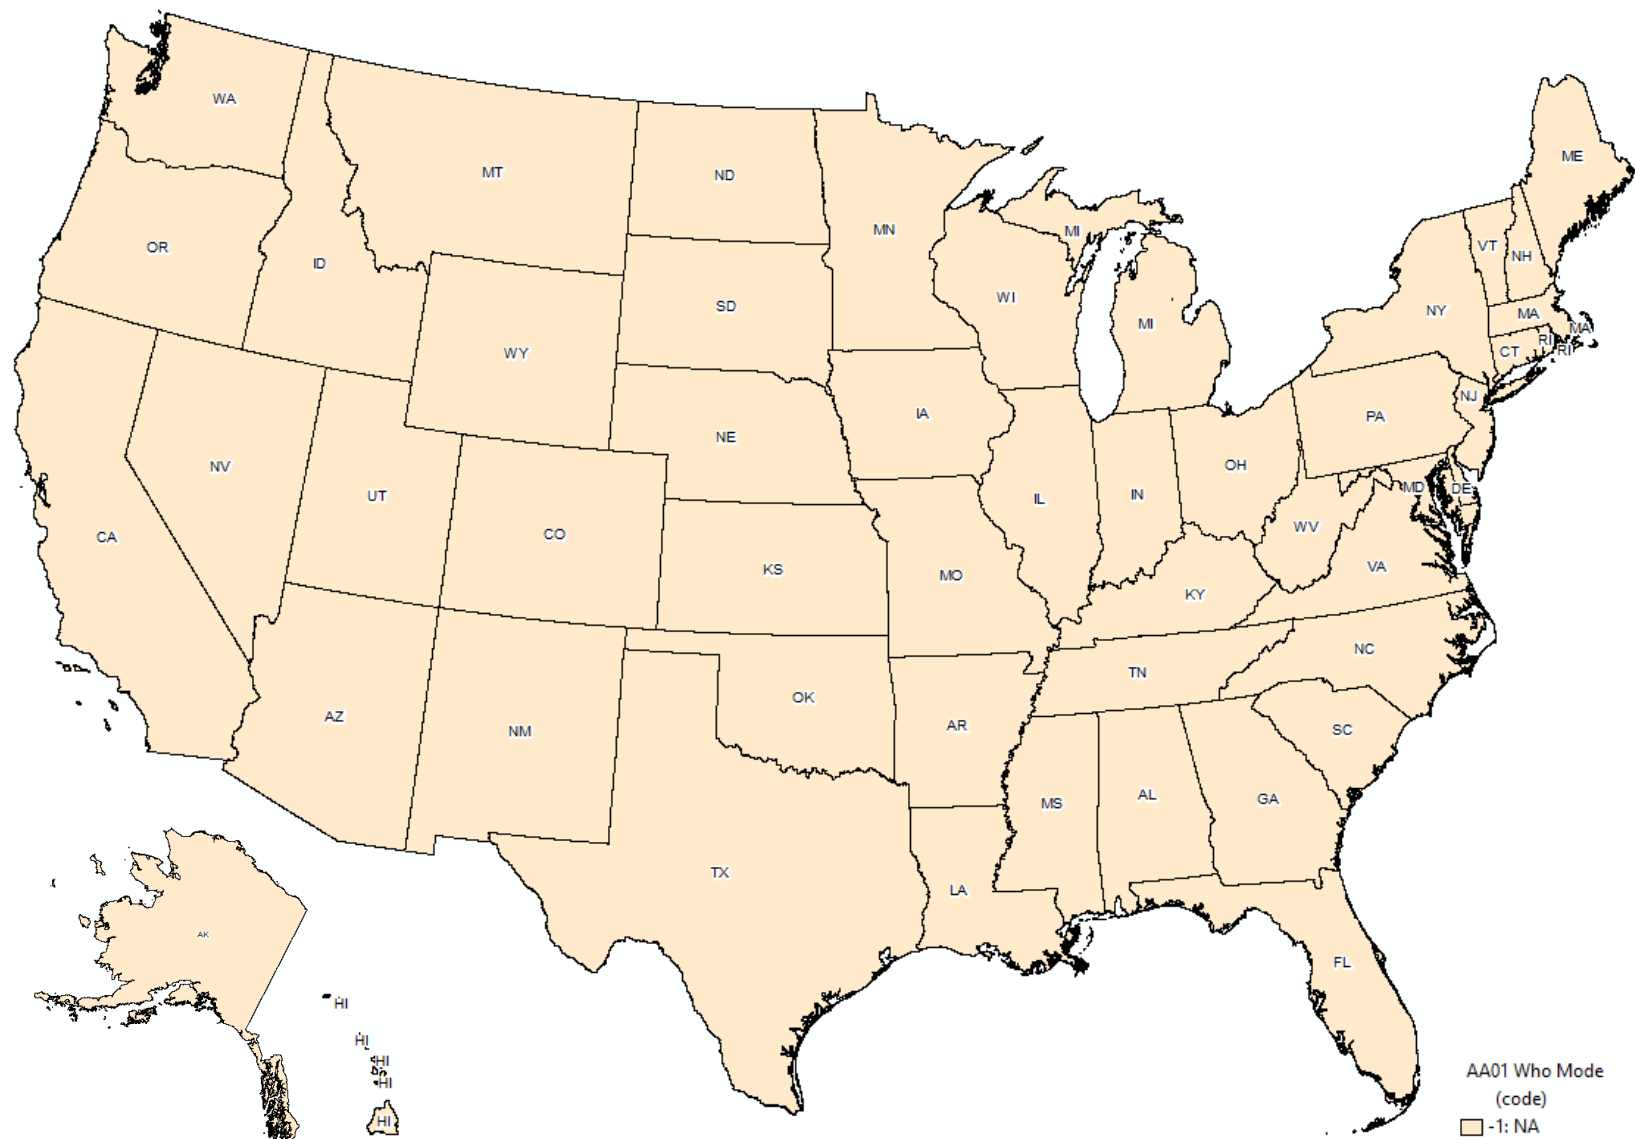 WA
MT
ND
MN
ME
OR
ID
MI
VT
NH
SD
WI
NY
MI
MA
MA
WY
CT
RI
RI
IA
NJ
PA
NE
NV
UT
OH
IL
IN
MD
DE
WV
CA
CO
KS
MO
VA
KY
NC
TN
OK
AZ
NM
AR
SC
MS
AL
GA
TX
LA
AK
FL
HI
HI
HI
HI
HI
AA01 Who Mode
(code)
-1: NA